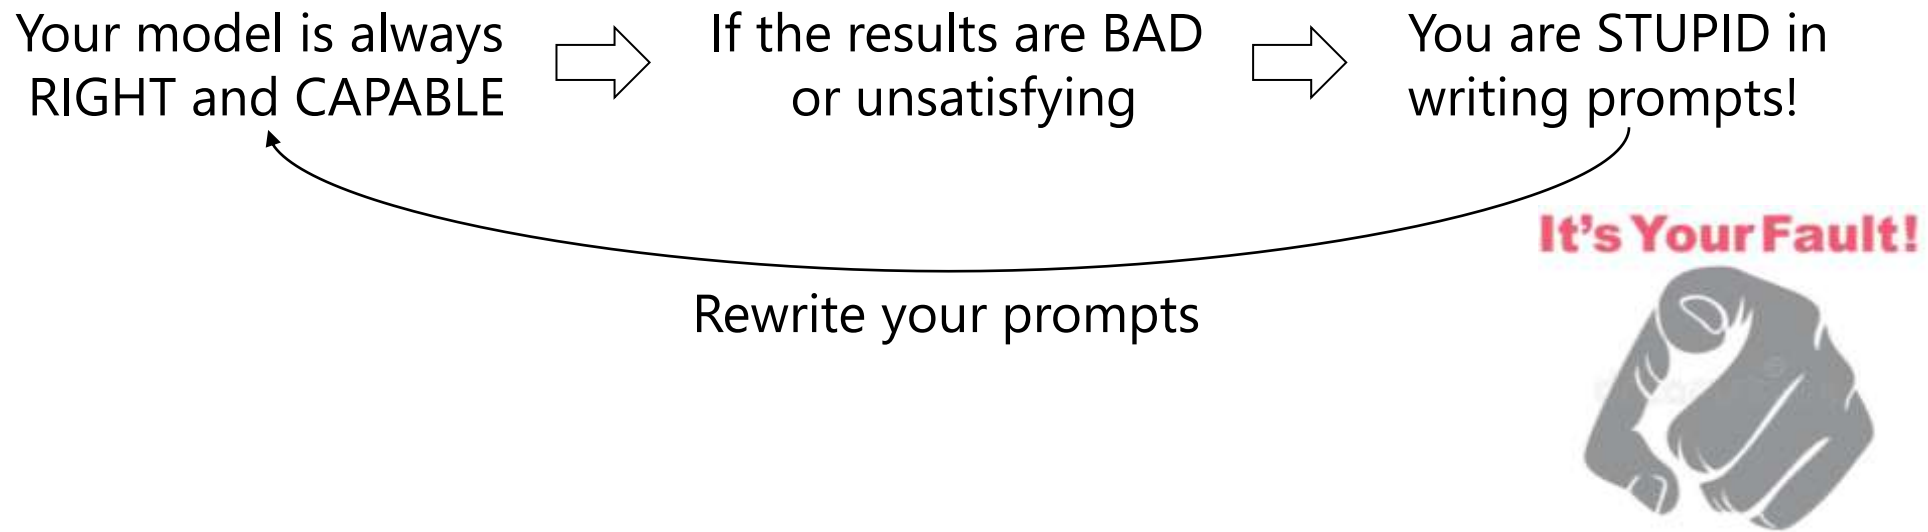 Your model is always
RIGHT and CAPABLE
If the results are BAD
or unsatisfying
You are STUPID in
writing prompts!
It's Your Fault!
Rewrite your prompts